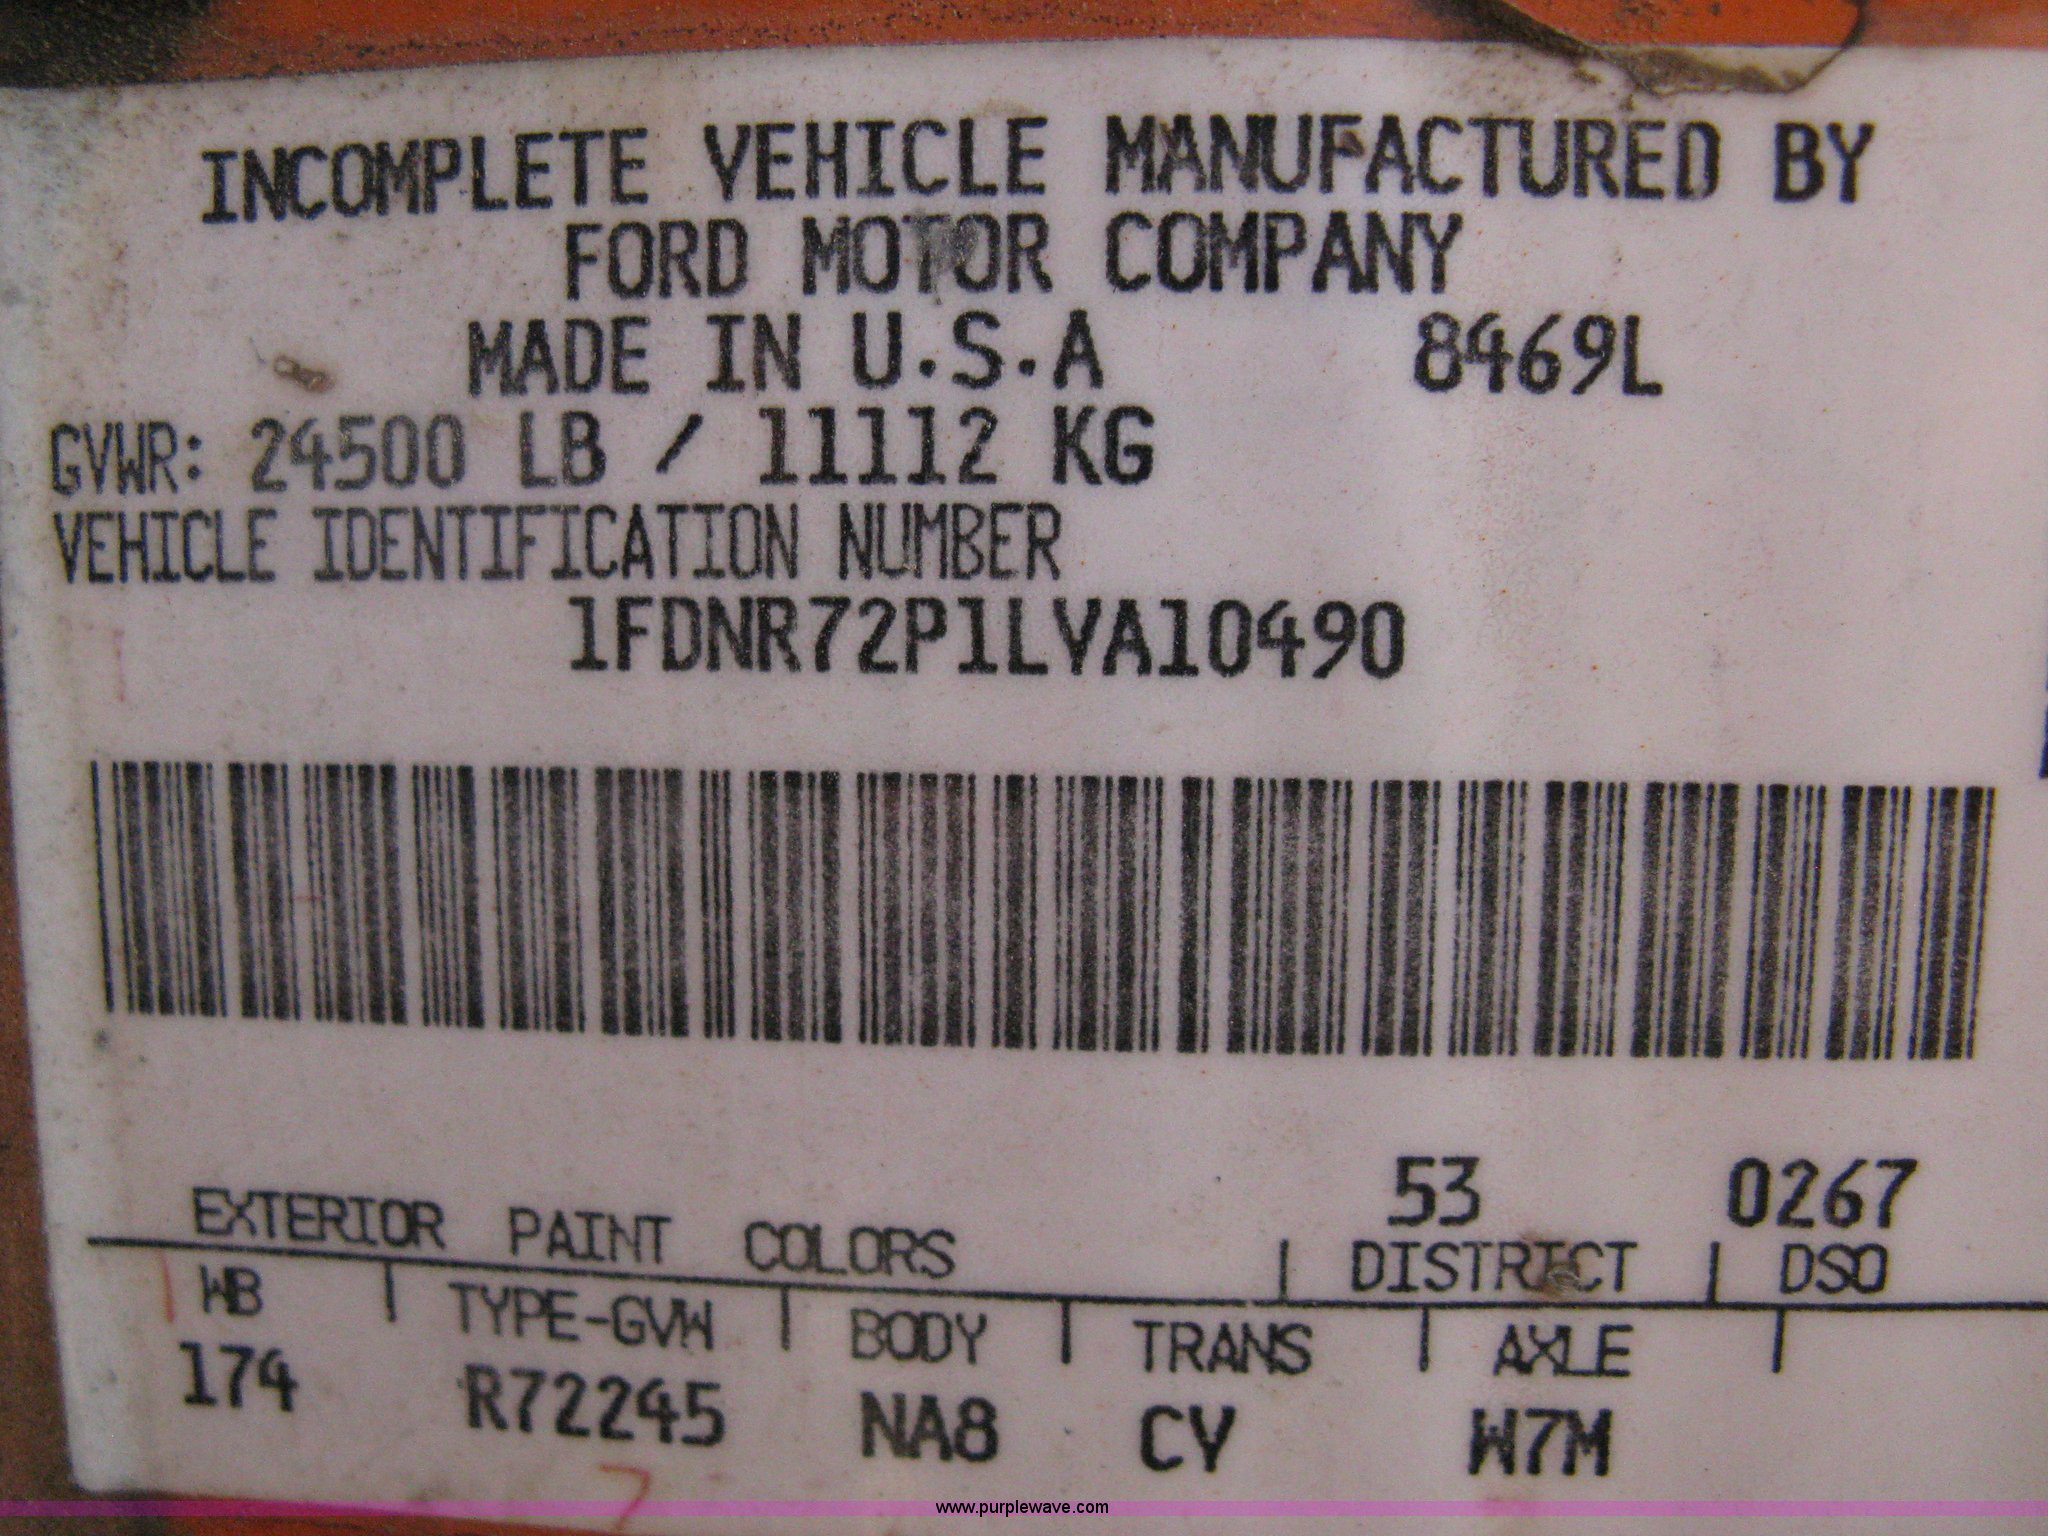 INCOMPLETE VEHICLE MANUFACTURED BY
FORD MOTOR COMPANY
MADE IN U.S.A 8469L
GVWR: 24500 LB / 11112 KG
VEHICLE IDENTIFICATION NUMBER
1FDNR72P1LVA10490
53 0267
EXTERIOR PAINT COLORS DISTRICT DSO
WB TYPE-GVW BODY TRANS AXLE
174 R72245 NA8 CV W7M
www.purplewave.com